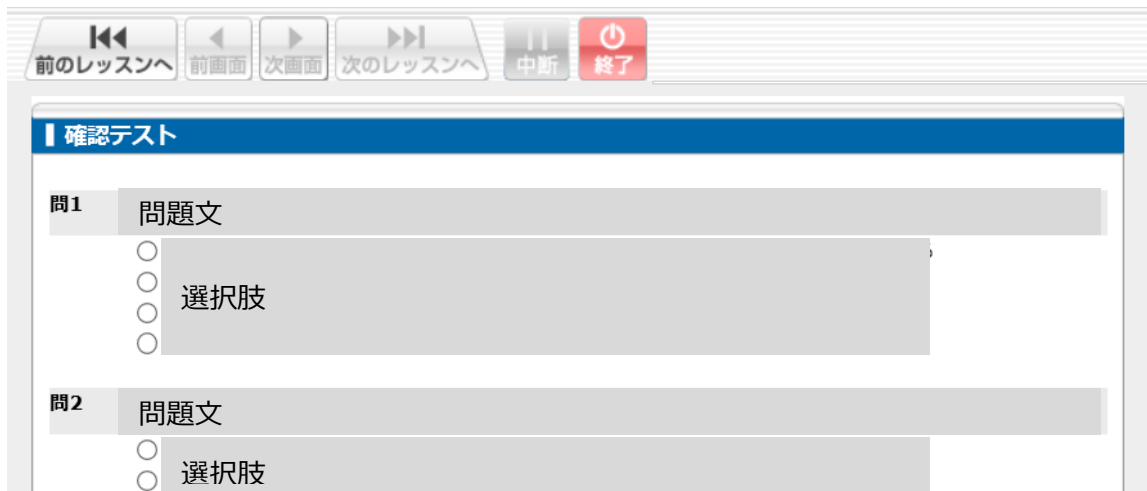 前のレッスンへ 前画面 次画面 次のレッスンへ 中断 終了
確認テスト
問1 問題文
選択肢
問2 問題文
選択肢